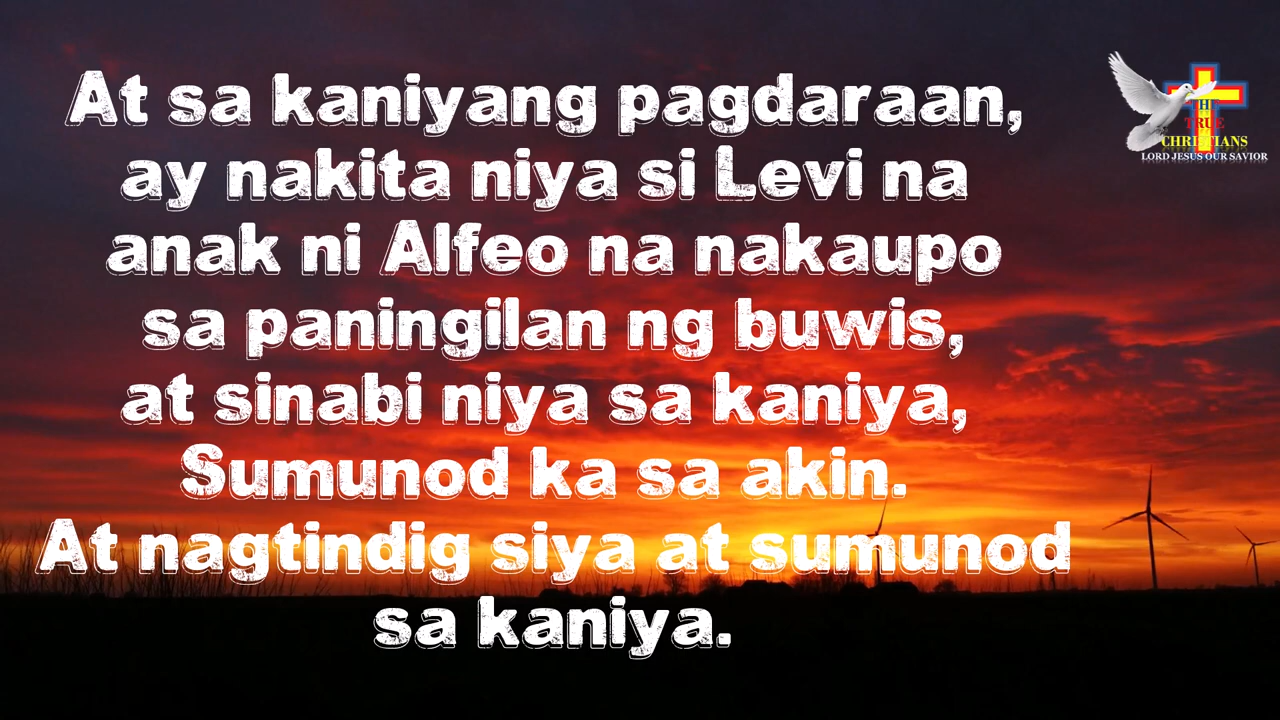 At sa kaniyang pagdaraan,
ay nakita niya si Levi na
anak ni Alfeo na nakaupo
sa paningilan ng buwis,
at sinabi niya sa kaniya,
Sumunod ka sa akin.
At nagtindig siya at sumunod
sa kaniya.
THE
TRUE
CHRISTIANS
LORD JESUS OUR SAVIOR